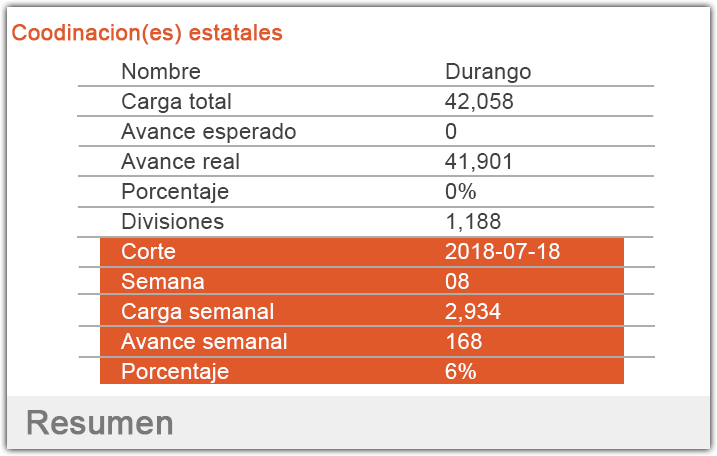 Coodinacion(es) estatales
Nombre Durango
Carga total 42,058
Avance esperado 0
Avance real 41,901
Porcentaje 0%
Divisiones 1,188
Corte 2018-07-18
Semana 08
Carga semanal 2,934
Avance semanal 168
Porcentaje 6%
Resumen